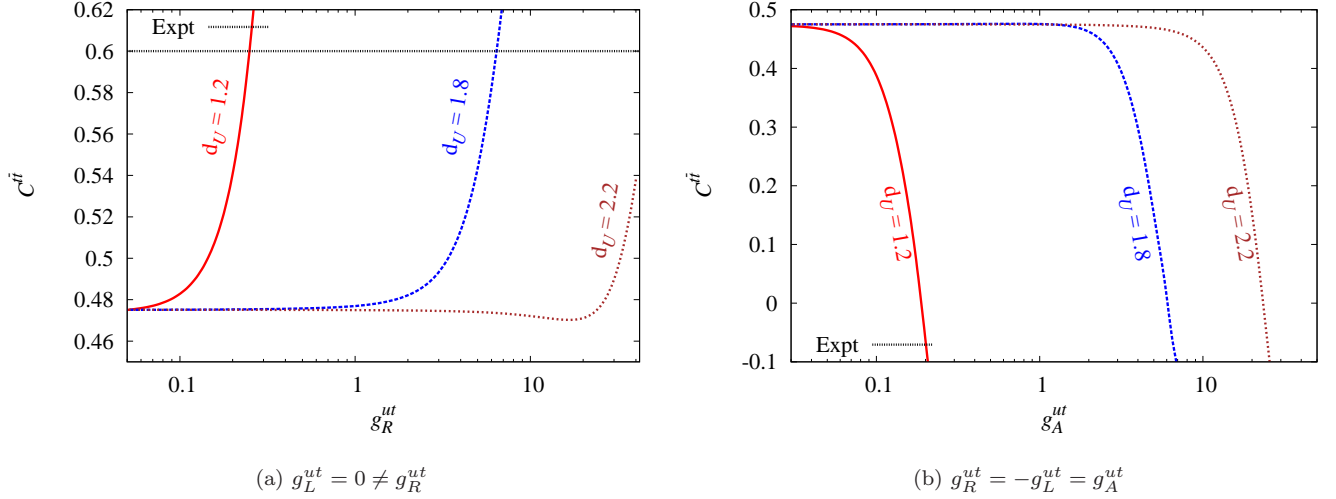 0.62
0.6
0.58
0.56
0.54
0.52
0.5
0.48
0.46
Expt
d_U = 1.2
d_U = 1.8
d_U = 2.2
C^{tt̄}
0.1
1
10
g_R^{ut}
(a) g_L^{ut} = 0 ≠ g_R^{ut}
0.5
0.4
0.3
0.2
0.1
0
-0.1
Expt
d_U = 1.2
d_U = 1.8
d_U = 2.2
C^{tt̄}
0.1
1
10
g_A^{ut}
(b) g_R^{ut} = −g_L^{ut} = g_A^{ut}